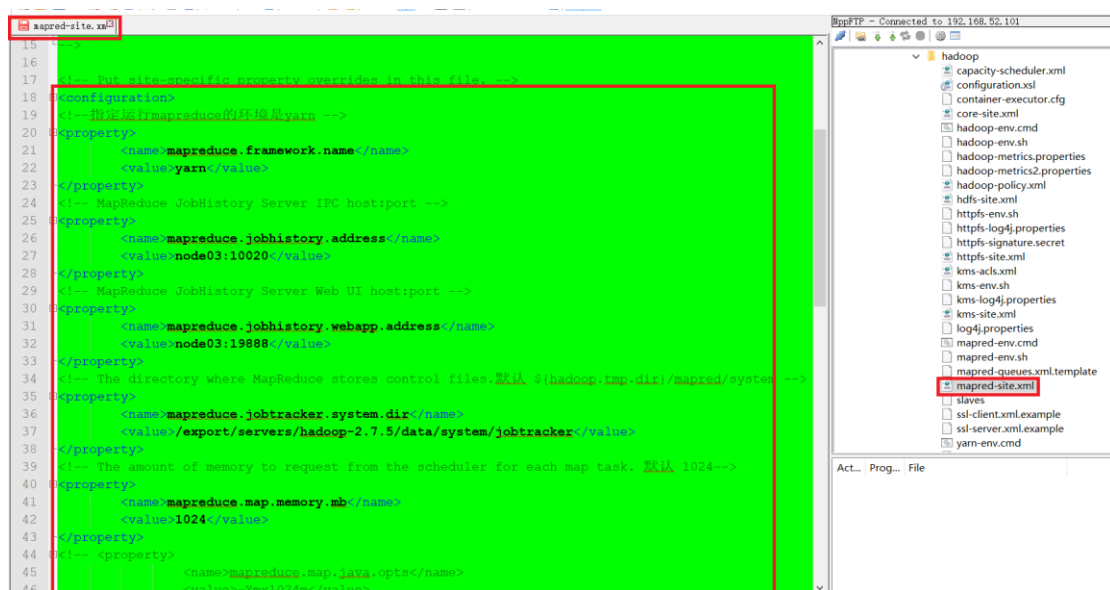 mapred-site.xml
15 -->
16
17 <!-- Put site-specific property overrides in this file. -->
18 <configuration>
19 <!--指定运行mapreduce的环境是yarn -->
20 <property>
21 <name>mapreduce.framework.name</name>
22 <value>yarn</value>
23 </property>
24 <!-- MapReduce JobHistory Server IPC host:port -->
25 <property>
26 <name>mapreduce.jobhistory.address</name>
27 <value>node03:10020</value>
28 </property>
29 <!-- MapReduce JobHistory Server Web UI host:port -->
30 <property>
31 <name>mapreduce.jobhistory.webapp.address</name>
32 <value>node03:19888</value>
33 </property>
34 <!-- The directory where MapReduce stores control files.默认 ${hadoop.tmp.dir}/mapred/system -->
35 <property>
36 <name>mapreduce.jobtracker.system.dir</name>
37 <value>/export/servers/hadoop-2.7.5/data/system/jobtracker</value>
38 </property>
39 <!-- The amount of memory to request from the scheduler for each map task. 默认 1024-->
40 <property>
41 <name>mapreduce.map.memory.mb</name>
42 <value>1024</value>
43 </property>
44 <!-- <property>
45 <name>mapreduce.map.java.opts</name>
46 <value>-Xmx1024m</value>
NppFTP - Connected to 192.168.52.101
hadoop
capacity-scheduler.xml
configuration.xsl
container-executor.cfg
core-site.xml
hadoop-env.cmd
hadoop-env.sh
hadoop-metrics.properties
hadoop-metrics2.properties
hadoop-policy.xml
hdfs-site.xml
httpfs-env.sh
httpfs-log4j.properties
httpfs-signature.secret
httpfs-site.xml
kms-acls.xml
kms-env.sh
kms-log4j.properties
kms-site.xml
log4j.properties
mapred-env.cmd
mapred-env.sh
mapred-queues.xml.template
mapred-site.xml
slaves
ssl-client.xml.example
ssl-server.xml.example
yarn-env.cmd
Act... Prog... File